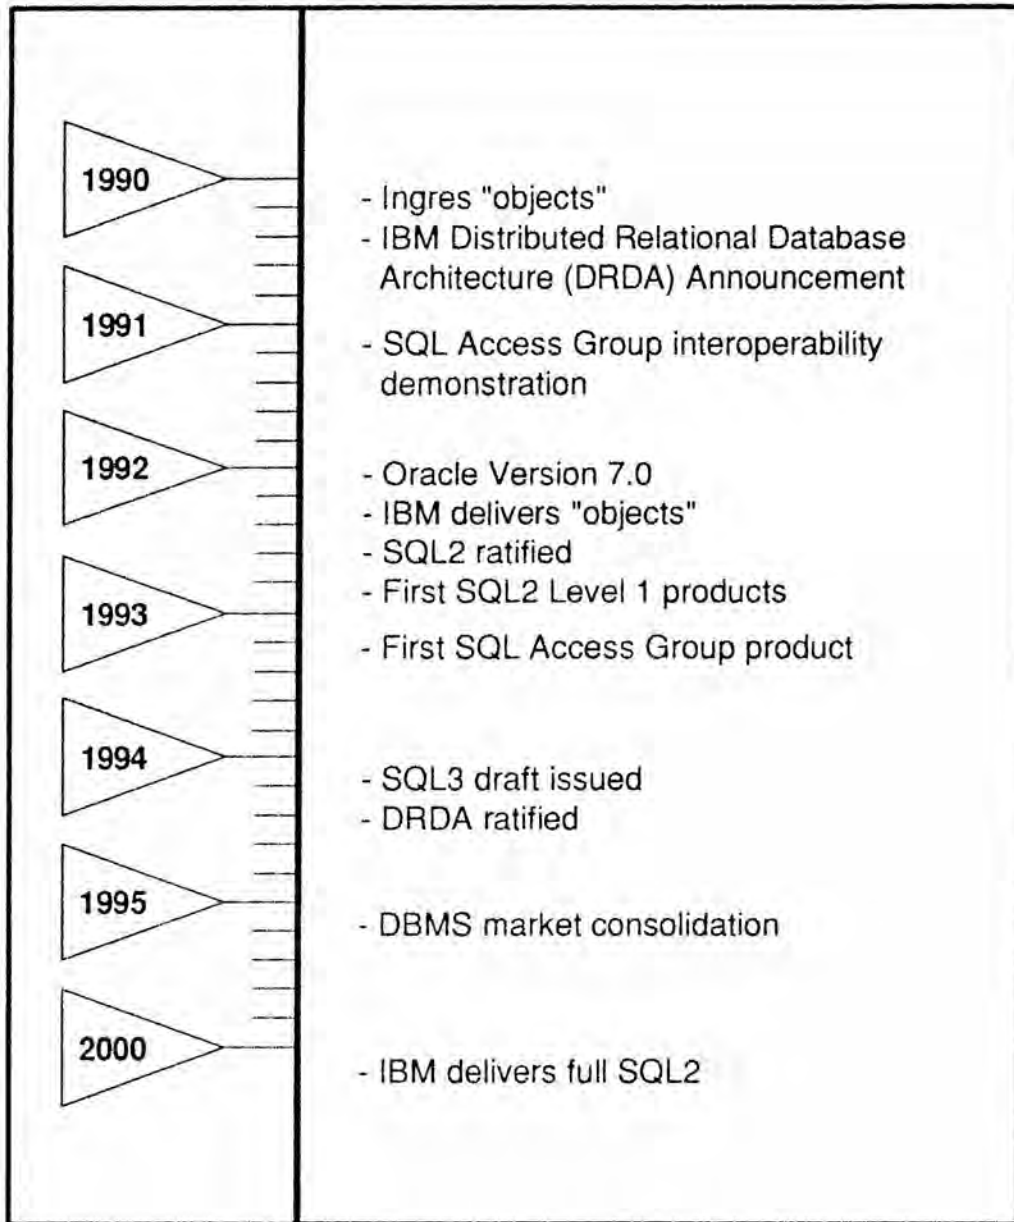 1990
- Ingres "objects"
- IBM Distributed Relational Database
Architecture (DRDA) Announcement
1991
- SQL Access Group interoperability
demonstration
1992
- Oracle Version 7.0
- IBM delivers "objects"
- SQL2 ratified
- First SQL2 Level 1 products
1993
- First SQL Access Group product
1994
- SQL3 draft issued
- DRDA ratified
1995
- DBMS market consolidation
2000
- IBM delivers full SQL2